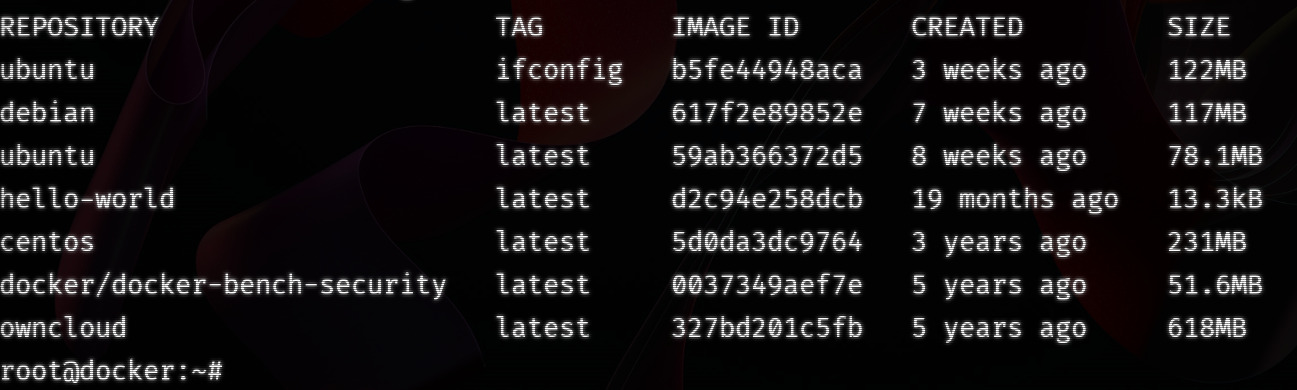 REPOSITORY TAG IMAGE ID CREATED SIZE
ubuntu ifconfig b5fe44948aca 3 weeks ago 122MB
debian latest 617f2e89852e 7 weeks ago 117MB
ubuntu latest 59ab366372d5 8 weeks ago 78.1MB
hello-world latest d2c94e258dcb 19 months ago 13.3kB
centos latest 5d0da3dc9764 3 years ago 231MB
docker/docker-bench-security latest 0037349aef7e 5 years ago 51.6MB
owncloud latest 327bd201c5fb 5 years ago 618MB
root@docker:~#